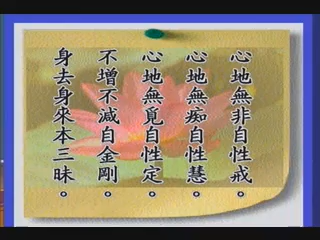 心地無非自性戒
心地無痴自性慧
心地無亂自性定
不增不減自金剛
身去身來本三昧。